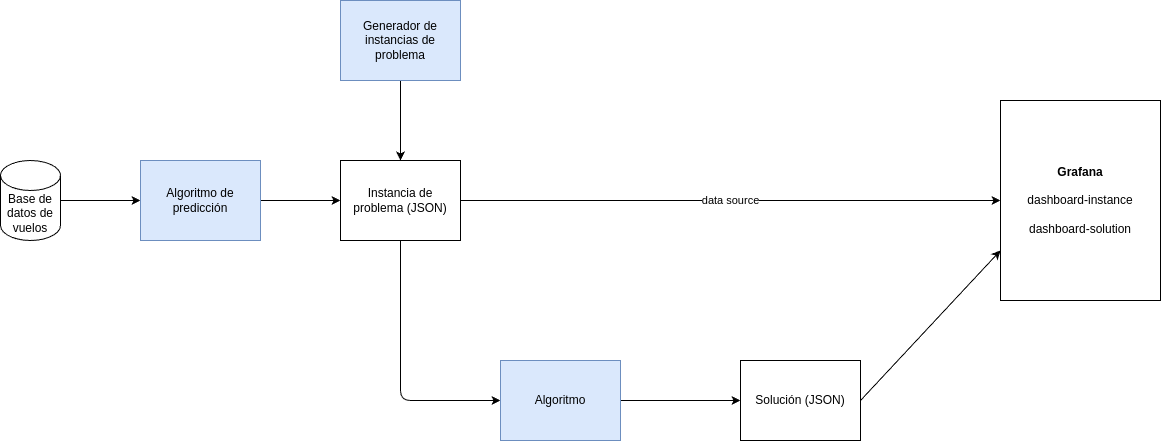 Generador de
instancias de
problema
Base de
datos de
vuelos
Algoritmo de
predicción
Instancia de
problema (JSON)
data source
Grafana
dashboard-instance
dashboard-solution
Algoritmo
Solución (JSON)